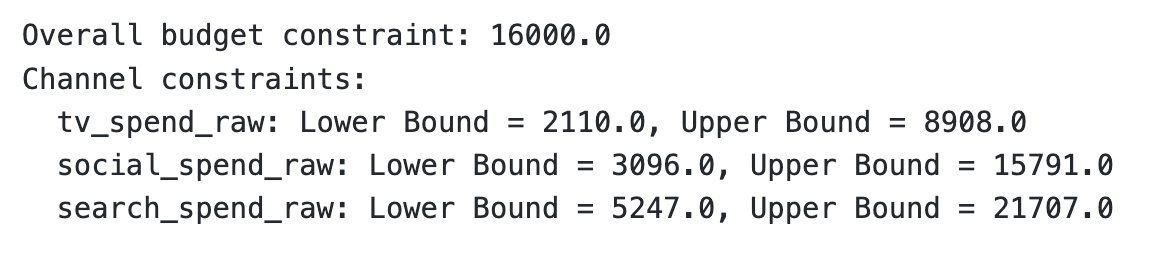 Overall budget constraint: 16000.0
Channel constraints:
  tv_spend_raw: Lower Bound = 2110.0, Upper Bound = 8908.0
  social_spend_raw: Lower Bound = 3096.0, Upper Bound = 15791.0
  search_spend_raw: Lower Bound = 5247.0, Upper Bound = 21707.0